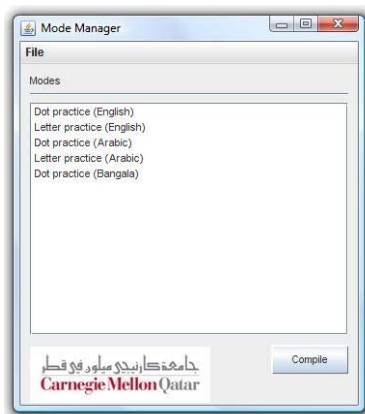 Mode Manager
File
Modes
Dot practice (English)
Letter practice (English)
Dot practice (Arabic)
Letter practice (Arabic)
Dot practice (Bangala)
جامعة كارنيجي ميلون في قطر
Carnegie Mellon Qatar
Compile